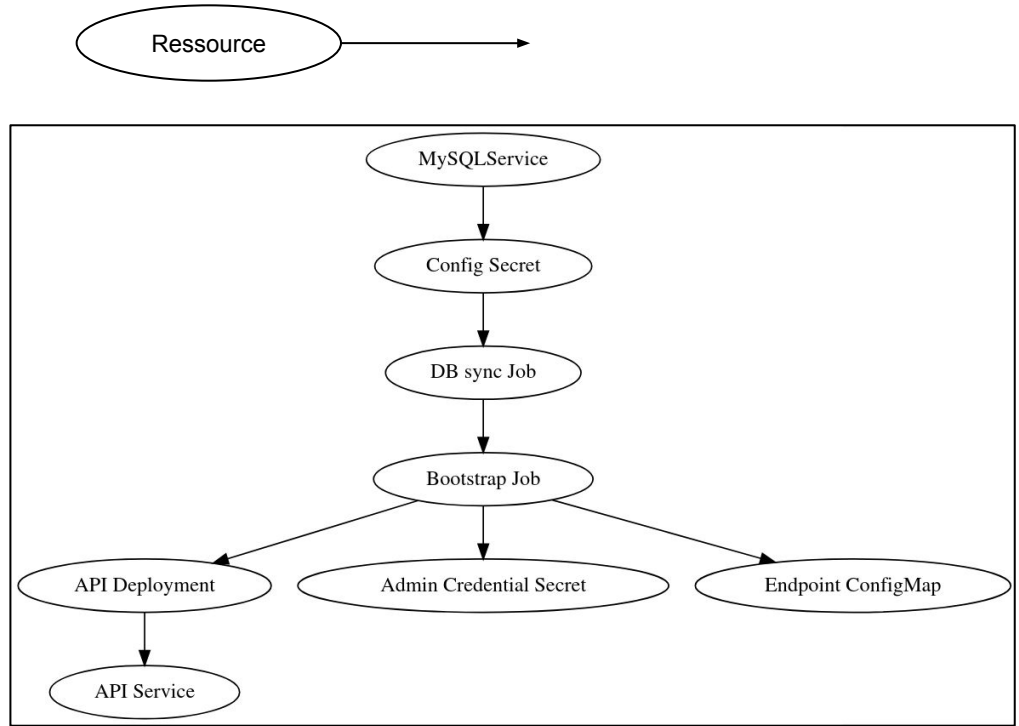 Ressource
MySQLService
Config Secret
DB sync Job
Bootstrap Job
API Deployment
Admin Credential Secret
Endpoint ConfigMap
API Service